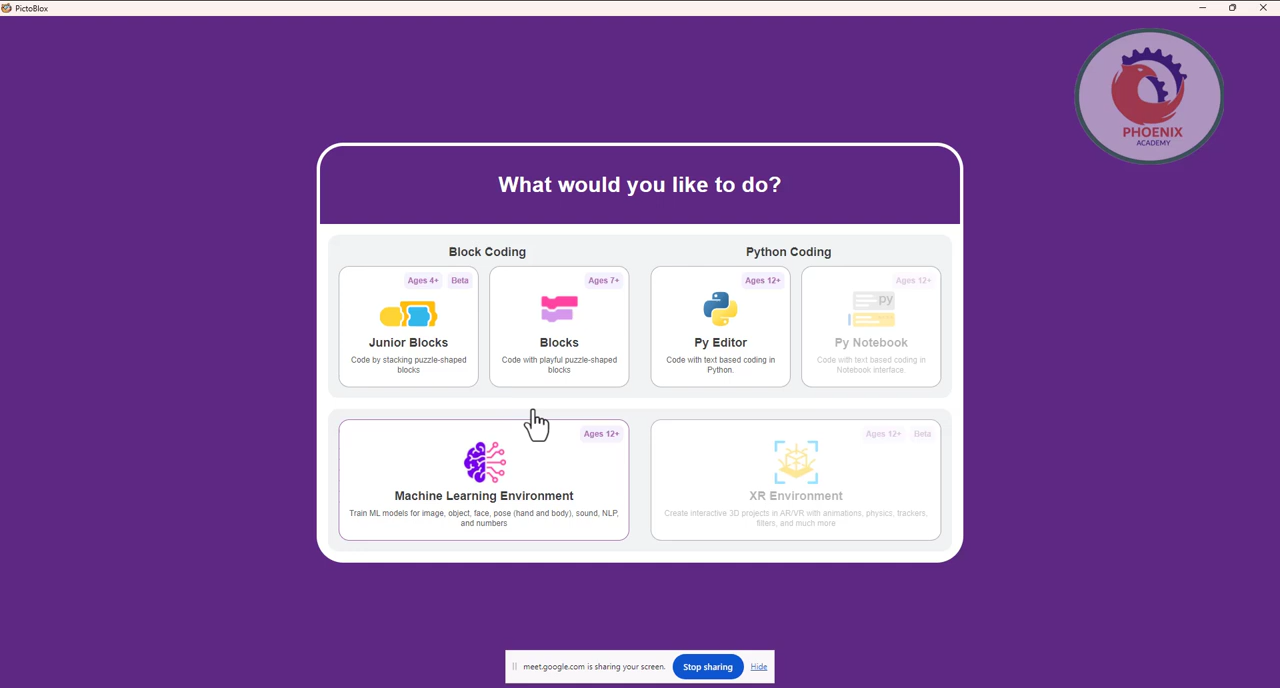 PictoBlox
PHOENIX
ACADEMY
What would you like to do?
Block Coding
Python Coding
Ages 4+ Beta
Junior Blocks
Code by stacking puzzle-shaped
blocks
Ages 7+
Blocks
Code with playful puzzle-shaped
blocks
Ages 12+
Py Editor
Code with text based coding in
Python.
Ages 12+
PY
Py Notebook
Code with text based coding in
Notebook interface.
Ages 12+
Machine Learning Environment
Train ML models for image, object, face, pose (hand and body), sound, NLP,
and numbers
Ages 12+ Beta
XR Environment
Create interactive 3D projects in AR/VR with animations, physics, trackers,
filters, and much more
meet.google.com is sharing your screen.
Stop sharing
Hide